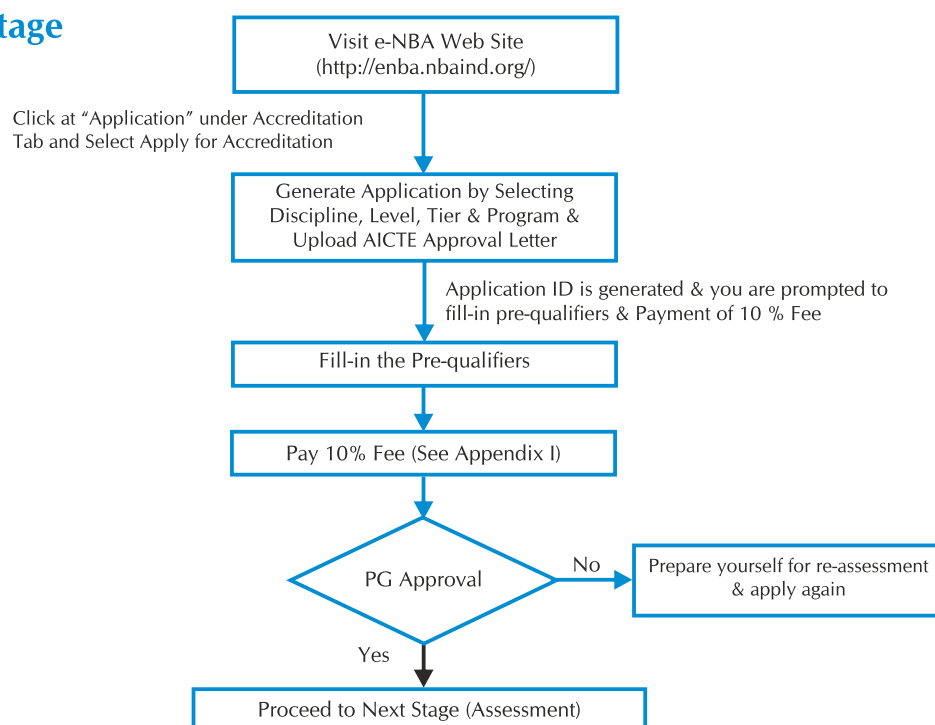 tage
Visit e-NBA Web Site
(http://enba.nbaind.org/)
Click at “Application” under Accreditation
Tab and Select Apply for Accreditation
Generate Application by Selecting
Discipline, Level, Tier & Program &
Upload AICTE Approval Letter
Application ID is generated & you are prompted to
fill-in pre-qualifiers & Payment of 10 % Fee
Fill-in the Pre-qualifiers
Pay 10% Fee (See Appendix I)
PG Approval
No
Prepare yourself for re-assessment
& apply again
Yes
Proceed to Next Stage (Assessment)